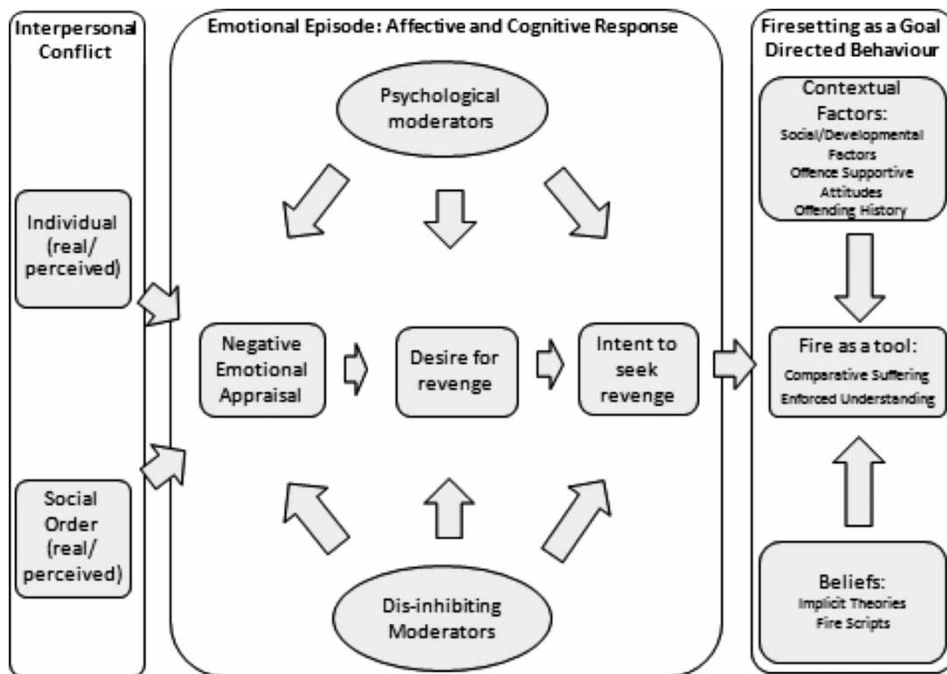 Interpersonal
Conflict
Individual
(real/
perceived)
Social
Order
(real/
perceived)
Emotional Episode: Affective and Cognitive Response
Psychological
moderators
Negative
Emotional
Appraisal
Desire for
revenge
Intent to
seek
revenge
Dis-inhibiting
Moderators
Firesetting as a Goal
Directed Behaviour
Contextual
Factors:
Social/Developmental
Factors
Offence Supportive
Attitudes
Offending History
Fire as a tool:
Comparative Suffering
Enforced Understanding
Beliefs:
Implicit Theories
Fire Scripts